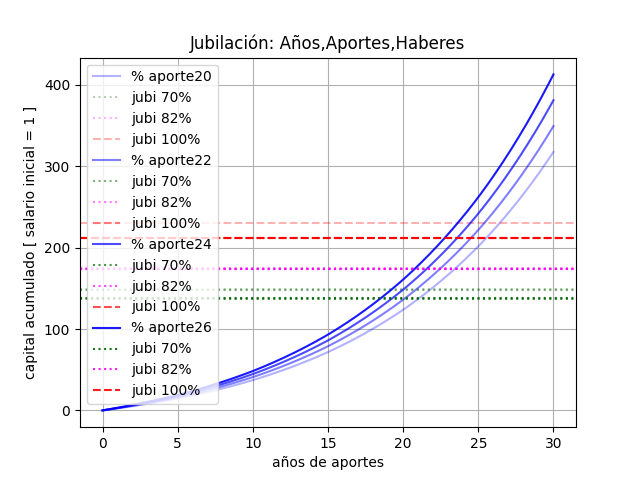 Jubilación: Años,Aportes,Haberes
capital acumulado [ salario inicial = 1 ]
400
300
200
100
0
% aporte20
jubi 70%
jubi 82%
jubi 100%
% aporte22
jubi 70%
jubi 82%
jubi 100%
% aporte24
jubi 70%
jubi 82%
jubi 100%
% aporte26
jubi 70%
jubi 82%
jubi 100%
0 5 10 15 20 25 30
años de aportes